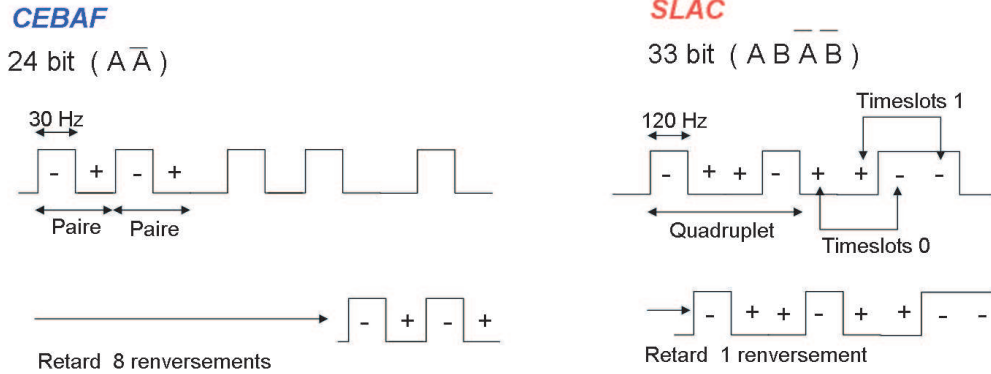 CEBAF
24 bit ( A A̅ )
30 Hz
- + - +
Paire Paire
- + - +
Retard 8 renversements
SLAC
33 bit ( A B A̅ B̅ )
Timeslots 1
120 Hz
- + + - + + - -
Quadruplet
Timeslots 0
- + + - + + - -
Retard 1 renversement